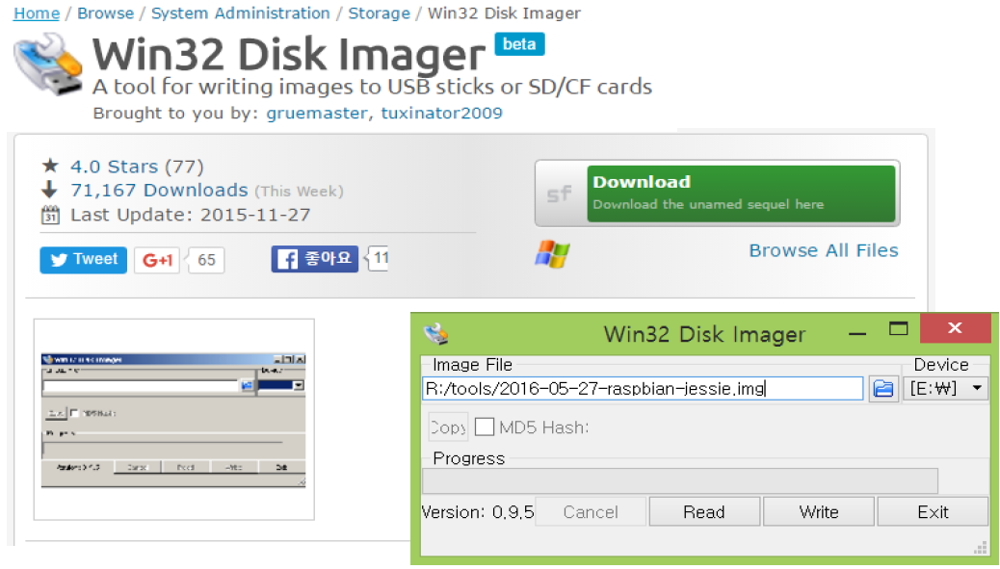 Home / Browse / System Administration / Storage / Win32 Disk Imager
Win32 Disk Imager beta
A tool for writing images to USB sticks or SD/CF cards
Brought to you by: gruemaster, tuxinator2009
4.0 Stars (77)
71,167 Downloads (This Week)
31 Last Update: 2015-11-27
sf Download
Download the unamed sequel here
Tweet G+1 65 f 좋아요 11
Browse All Files
Win32 Disk Imager
Image File Device
R:/tools/2016-05-27-raspbian-jessie.img [E:₩]
Copy MD5 Hash:
Progress
Version: 0.9.5 Cancel Read Write Exit